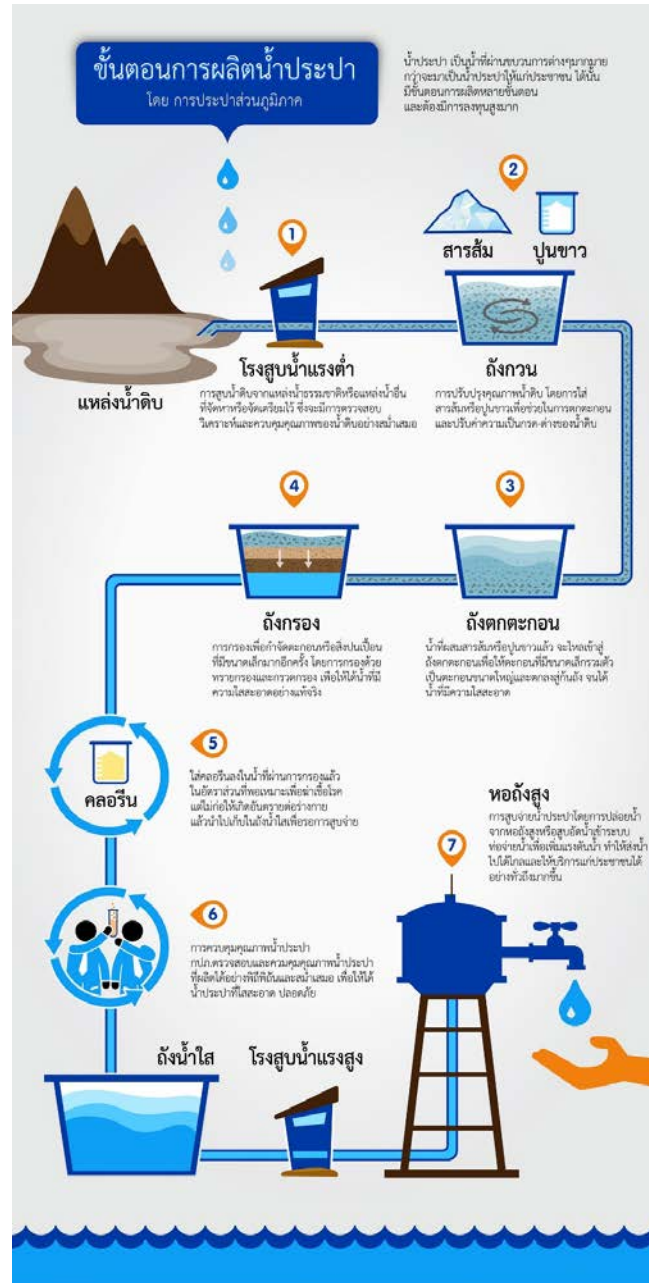 ขั้นตอนการผลิตน้ำประปา
โดย การประปาส่วนภูมิภาค
น้ำประปา เป็นน้ำที่ผ่านขบวนการต่างๆมากมาย
กว่าจะมาเป็นน้ำประปาให้แก่ประชาชน ได้นั้น
มีขั้นตอนการผลิตหลายขั้นตอน
และต้องมีการลงทุนสูงมาก
1
2
สารส้ม
ปูนขาว
แหล่งน้ำดิบ
โรงสูบน้ำแรงต่ำ
การสูบน้ำดิบจากแหล่งน้ำธรรมชาติหรือแหล่งน้ำอื่น
ที่จัดหาหรือจัดเตรียมไว้ ซึ่งจะมีการตรวจสอบ
วิเคราะห์และควบคุมคุณภาพของน้ำดิบอย่างสม่ำเสมอ
ถังกวน
การปรับปรุงคุณภาพน้ำดิบ โดยการใส่
สารส้มหรือปูนขาวเพื่อช่วยในการตกตะกอน
และปรับค่าความเป็นกรด-ด่างของน้ำดิบ
4
ถังกรอง
การกรองเพื่อกำจัดตะกอนหรือสิ่งปนเปื้อน
ที่มีขนาดเล็กมากอีกครั้ง โดยการกรองด้วย
ทรายกรองและกรวดกรอง เพื่อให้ได้น้ำที่มี
ความใสสะอาดอย่างแท้จริง
3
ถังตกตะกอน
น้ำที่ผสมสารส้มหรือปูนขาวแล้ว จะไหลเข้าสู่
ถังตกตะกอนเพื่อให้ตะกอนที่มีขนาดเล็กรวมตัว
เป็นตะกอนขนาดใหญ่และตกลงสู่ก้นถัง จนได้
น้ำที่มีความใสสะอาด
คลอรีน
5
ใส่คลอรีนลงในน้ำที่ผ่านการกรองแล้ว
ในอัตราส่วนที่พอเหมาะเพื่อฆ่าเชื้อโรค
แต่ไม่ก่อให้เกิดอันตรายต่อร่างกาย
แล้วนำไปเก็บในถังน้ำใสเพื่อรอการสูบจ่าย
6
การควบคุมคุณภาพน้ำประปา
กปภ.ตรวจสอบและควบคุมคุณภาพน้ำประปา
ที่ผลิตได้อย่างพิถีพิถันและสม่ำเสมอ เพื่อให้ได้
น้ำประปาที่ใสสะอาด ปลอดภัย
7
หอถังสูง
การสูบจ่ายน้ำประปาโดยการปล่อยน้ำ
จากหอถังสูงหรือสูบอัดน้ำเข้าระบบ
ท่อจ่ายน้ำเพื่อเพิ่มแรงดันน้ำ ทำให้ส่งน้ำ
ไปได้ไกลและให้บริการแก่ประชาชนได้
อย่างทั่วถึงมากขึ้น
ถังน้ำใส
โรงสูบน้ำแรงสูง